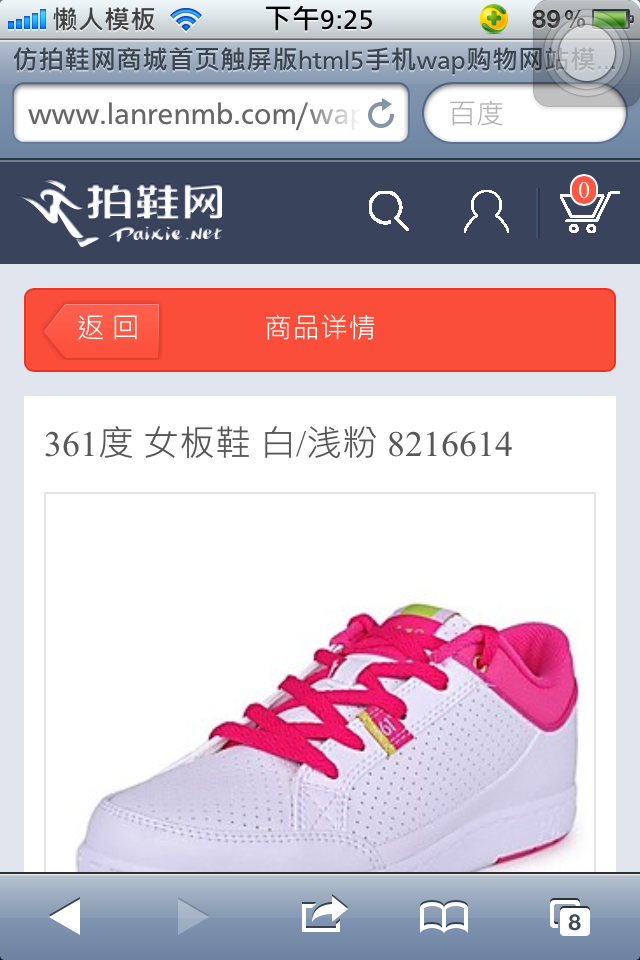 懒人模板 下午9:25 89%
仿拍鞋网商城首页触屏版html5手机wap购物网站模...
www.lanrenmb.com/wap 百度
拍鞋网 0
Paixie.Net
返 回 商品详情
361度 女板鞋 白/浅粉 8216614
361°
8